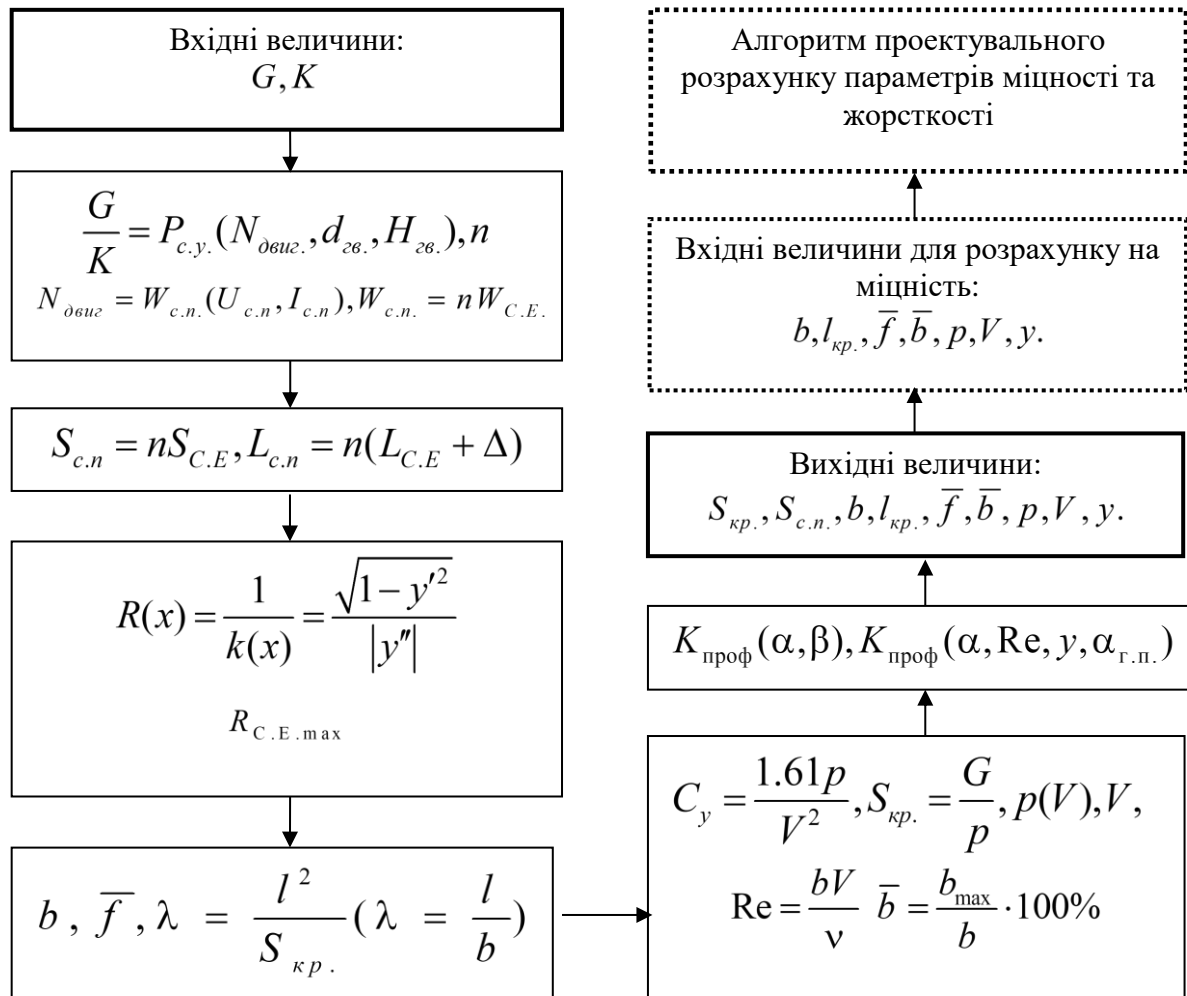 Вхідні величини:
G, K
G/K = P_{с.у.}(N_{двиг.}, d_{гв.}, H_{гв.}), n
N_{двиг} = W_{с.п.}(U_{с.п}, I_{с.п}), W_{с.п.} = nW_{С.Е.}
S_{с.п} = nS_{С.Е}, L_{с.п} = n(L_{С.Е} + Δ)
R(x) = 1/k(x) = √(1 − y′²)/|y″|
R_{С.Е.max}
b, f̅, λ = l²/S_{кр.} (λ = l/b)
C_y = 1.61p/V², S_{кр.} = G/p, p(V), V,
Re = bV/ν b̅ = b_{max}/b · 100%
K_{проф}(α, β), K_{проф}(α, Re, y, α_{г.п.})
Вихідні величини:
S_{кр.}, S_{с.п.}, b, l_{кр.}, f̅, b̅, p, V, y.
Вхідні величини для розрахунку на
міцність:
b, l_{кр.}, f̅, b̅, p, V, y.
Алгоритм проектувального
розрахунку параметрів міцності та
жорсткості